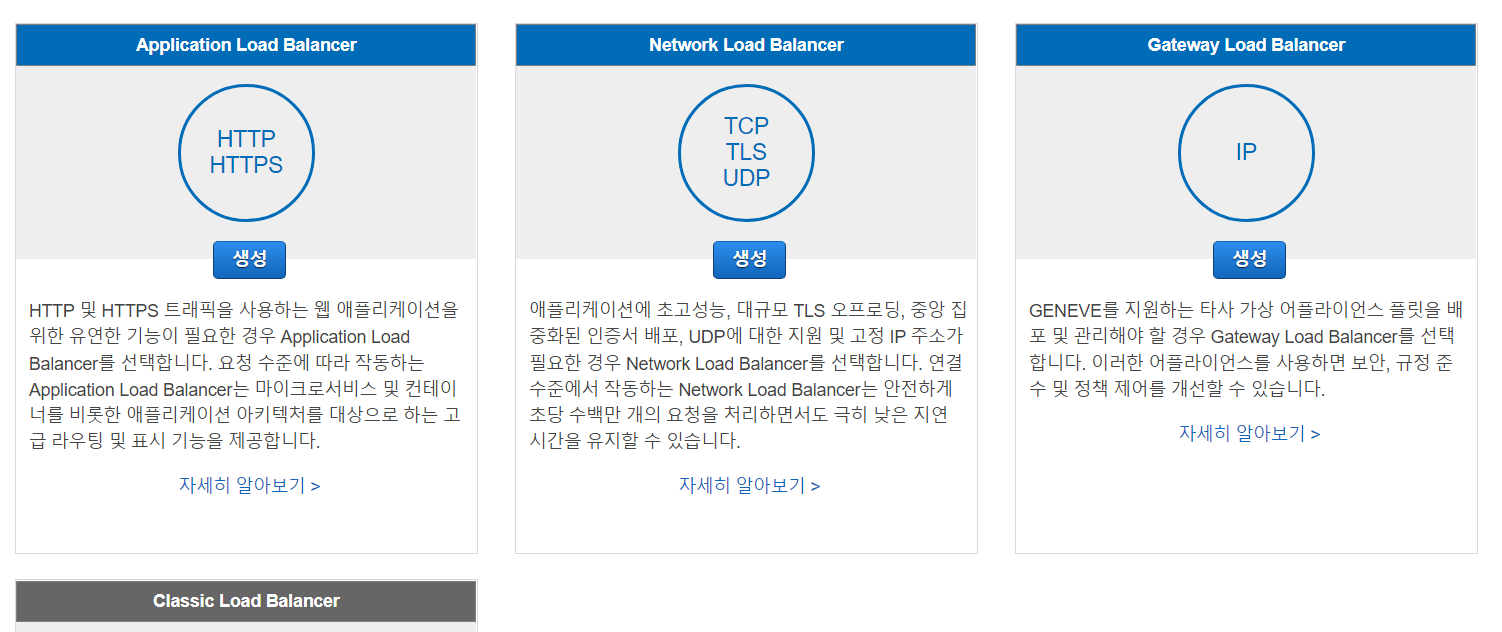 Application Load Balancer
HTTP
HTTPS
생성
HTTP 및 HTTPS 트래픽을 사용하는 웹 애플리케이션을
위한 유연한 기능이 필요한 경우 Application Load
Balancer를 선택합니다. 요청 수준에 따라 작동하는
Application Load Balancer는 마이크로서비스 및 컨테이
너를 비롯한 애플리케이션 아키텍처를 대상으로 하는 고
급 라우팅 및 표시 기능을 제공합니다.
자세히 알아보기 >
Network Load Balancer
TCP
TLS
UDP
생성
애플리케이션에 초고성능, 대규모 TLS 오프로딩, 중앙 집
중화된 인증서 배포, UDP에 대한 지원 및 고정 IP 주소가
필요한 경우 Network Load Balancer를 선택합니다. 연결
수준에서 작동하는 Network Load Balancer는 안전하게
초당 수백만 개의 요청을 처리하면서도 극히 낮은 지연
시간을 유지할 수 있습니다.
자세히 알아보기 >
Gateway Load Balancer
IP
생성
GENEVE를 지원하는 타사 가상 어플라이언스 플릿을 배
포 및 관리해야 할 경우 Gateway Load Balancer를 선택
합니다. 이러한 어플라이언스를 사용하면 보안, 규정 준
수 및 정책 제어를 개선할 수 있습니다.
자세히 알아보기 >
Classic Load Balancer